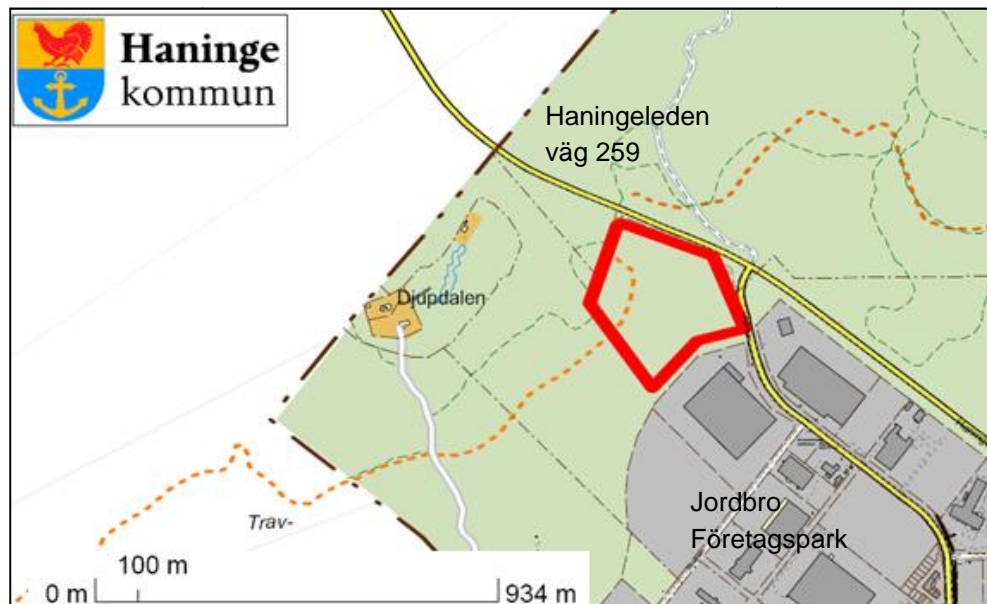 Haninge
kommun
Haningeleden
väg 259
Djupdalen
Jordbro
Företagspark
Trav-
100 m
0 m
934 m